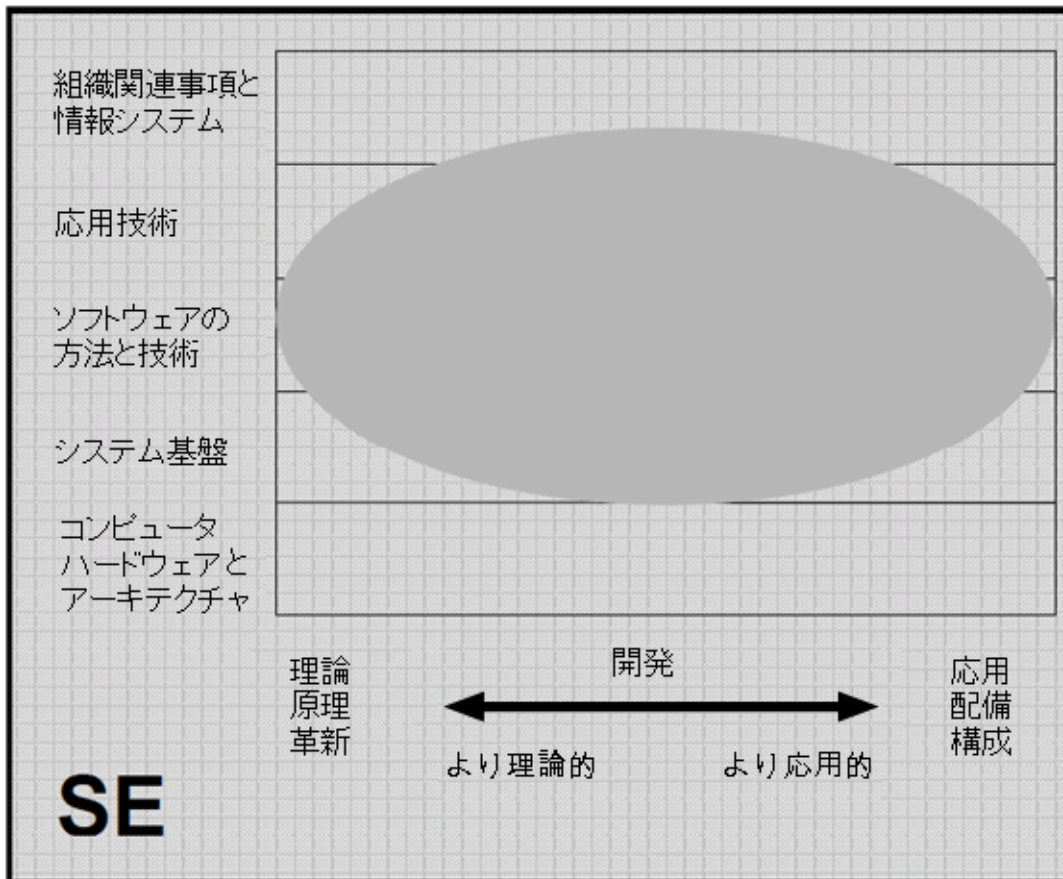 組織関連事項と
情報システム
応用技術
ソフトウェアの
方法と技術
システム基盤
コンピュータ
ハードウェアと
アーキテクチャ
理論
原理
革新
開発
より理論的
より応用的
応用
配備
構成
SE